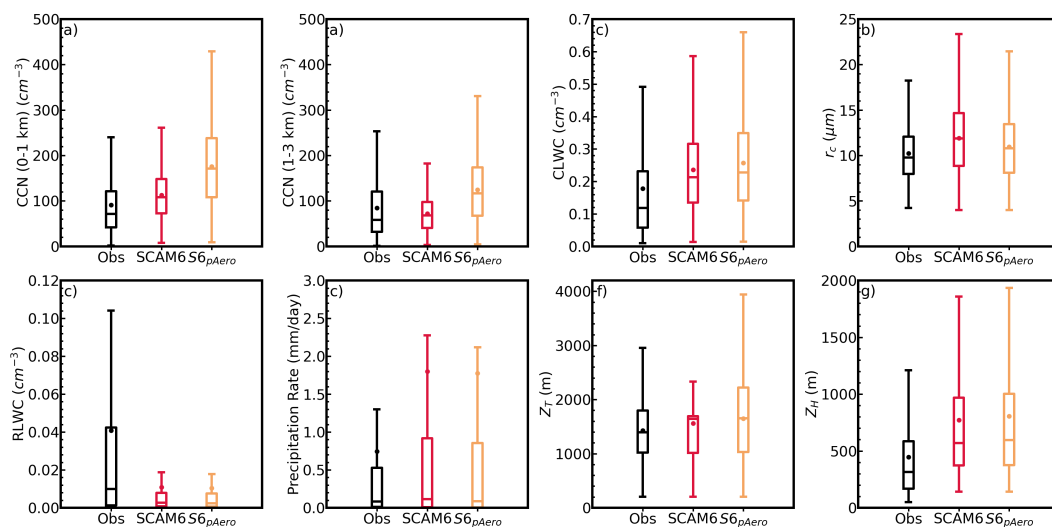 a)
CCN (0-1 km) (cm⁻³)
500
400
300
200
100
0
Obs SCAM6 S6pAero
a)
CCN (1-3 km) (cm⁻³)
500
400
300
200
100
0
Obs SCAM6 S6pAero
c)
CLWC (cm⁻³)
0.7
0.6
0.5
0.4
0.3
0.2
0.1
0.0
Obs SCAM6 S6pAero
b)
r_c (μm)
25
20
15
10
5
0
Obs SCAM6 S6pAero
c)
RLWC (cm⁻³)
0.12
0.10
0.08
0.06
0.04
0.02
0.00
Obs SCAM6 S6pAero
c)
Precipitation Rate (mm/day)
3.0
2.5
2.0
1.5
1.0
0.5
0.0
Obs SCAM6 S6pAero
f)
Z_T (m)
4000
3000
2000
1000
0
Obs SCAM6 S6pAero
g)
Z_H (m)
2000
1500
1000
500
0
Obs SCAM6 S6pAero